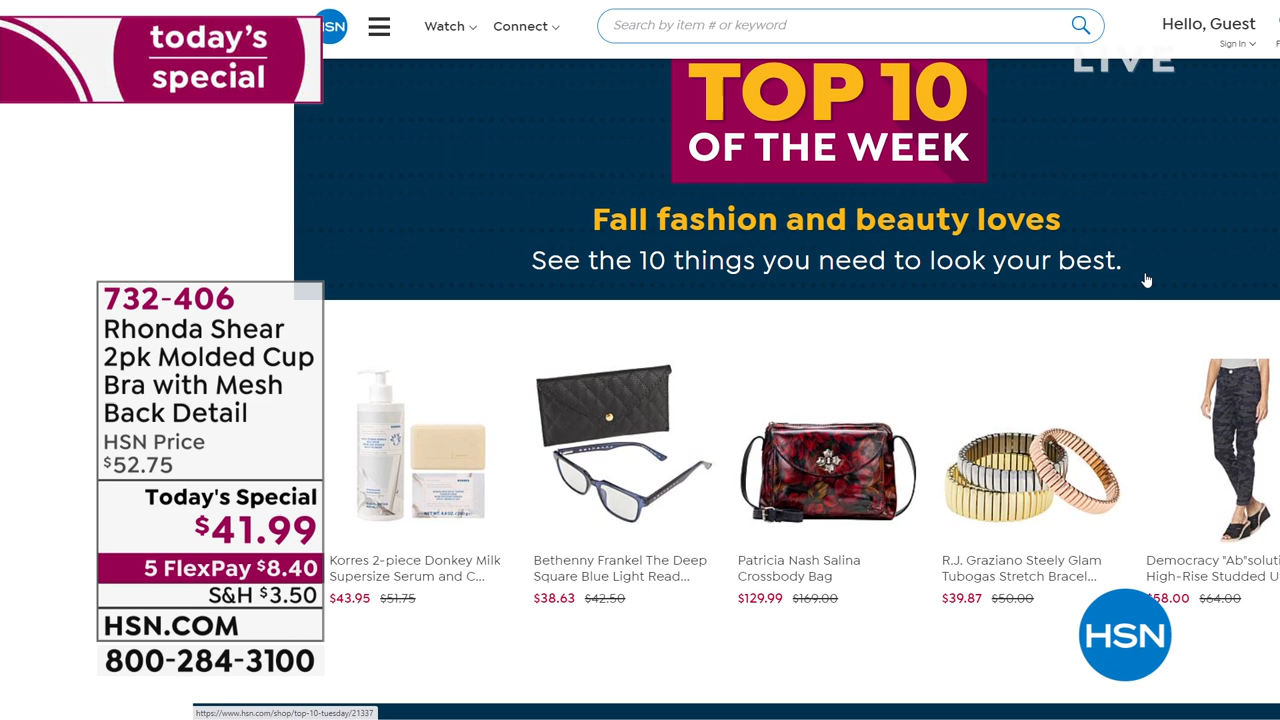 today's
special
HSN
Watch
Connect
Search by item # or keyword
Hello, Guest
Sign In
LIVE
TOP 10
OF THE WEEK
Fall fashion and beauty loves
See the 10 things you need to look your best.
732-406
Rhonda Shear
2pk Molded Cup
Bra with Mesh
Back Detail
HSN Price
$52.75
Today's Special
$41.99
5 FlexPay $8.40
S&H $3.50
HSN.COM
800-284-3100
KORRES
Korres 2-piece Donkey Milk
Supersize Serum and C...
$43.95 $51.75
Bethenny Frankel The Deep
Square Blue Light Read...
$38.63 $42.50
Patricia Nash Salina
Crossbody Bag
$129.99 $169.00
R.J. Graziano Steely Glam
Tubogas Stretch Bracel...
$39.87 $50.00
Democracy "Ab"soluti
High-Rise Studded U
$58.00 $64.00
HSN
https://www.hsn.com/shop/top-10-tuesday/21337